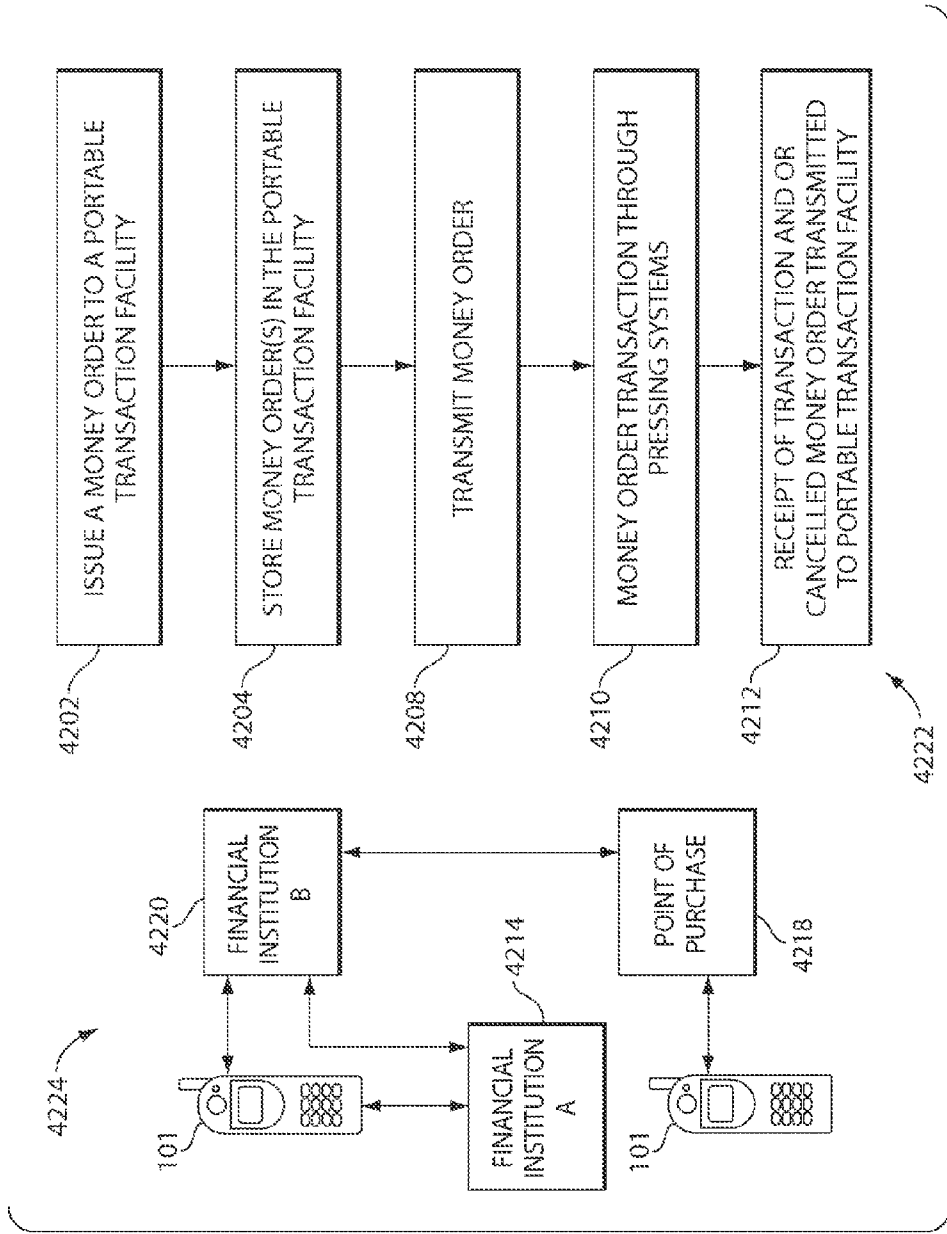 4224
101
4220
FINANCIAL
INSTITUTION
B
4214
FINANCIAL
INSTITUTION
A
101
POINT OF
PURCHASE
4218
4202
ISSUE A MONEY ORDER TO A PORTABLE
TRANSACTION FACILITY
4204
STORE MONEY ORDER(S) IN THE PORTABLE
TRANSACTION FACILITY
4208
TRANSMIT MONEY ORDER
4210
MONEY ORDER TRANSACTION THROUGH
PRESSING SYSTEMS
4212
RECEIPT OF TRANSACTION AND OR
CANCELLED MONEY ORDER TRANSMITTED
TO PORTABLE TRANSACTION FACILITY
4222